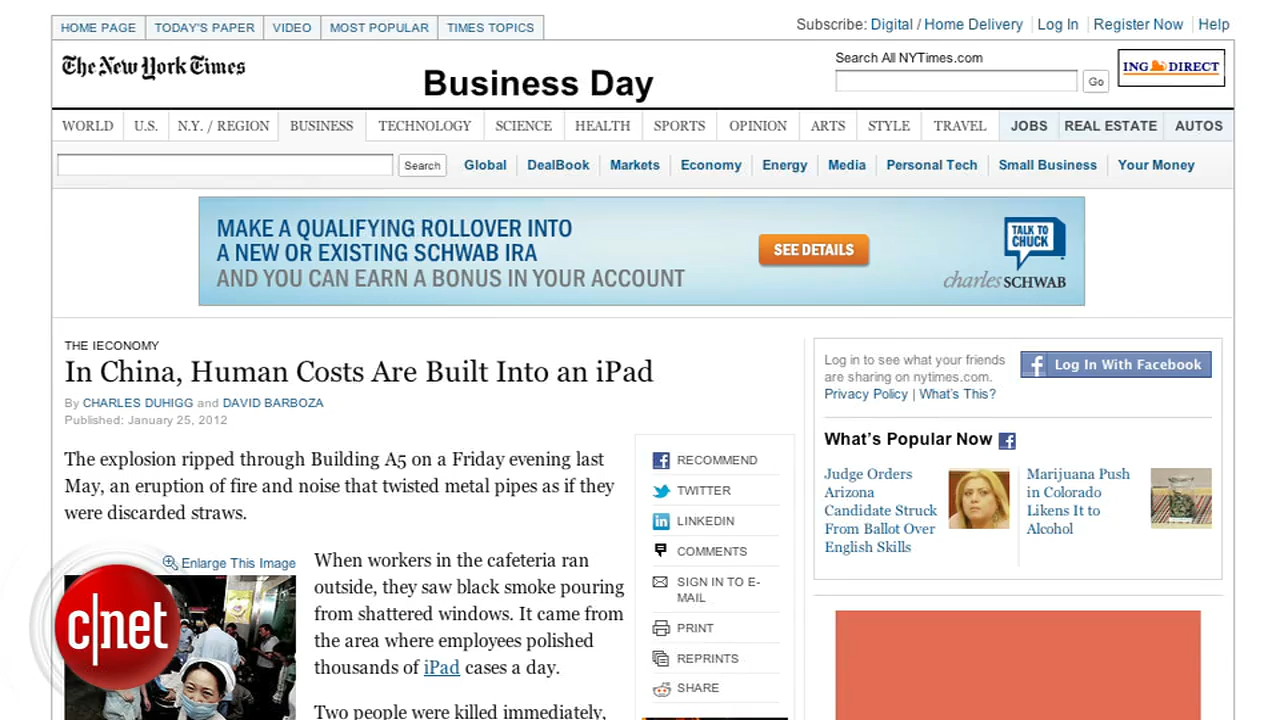 HOME PAGE
TODAY'S PAPER
VIDEO
MOST POPULAR
TIMES TOPICS
Subscribe: Digital / Home Delivery
Log In
Register Now
Help
The New York Times
Business Day
Search All NYTimes.com
Go
ING DIRECT
WORLD
U.S.
N.Y. / REGION
BUSINESS
TECHNOLOGY
SCIENCE
HEALTH
SPORTS
OPINION
ARTS
STYLE
TRAVEL
JOBS
REAL ESTATE
AUTOS
Search
Global
DealBook
Markets
Economy
Energy
Media
Personal Tech
Small Business
Your Money
MAKE A QUALIFYING ROLLOVER INTO
A NEW OR EXISTING SCHWAB IRA
AND YOU CAN EARN A BONUS IN YOUR ACCOUNT
SEE DETAILS
TALK TO
CHUCK
charles SCHWAB
THE IECONOMY
In China, Human Costs Are Built Into an iPad
By CHARLES DUHIGG and DAVID BARBOZA
Published: January 25, 2012
The explosion ripped through Building A5 on a Friday evening last
May, an eruption of fire and noise that twisted metal pipes as if they
were discarded straws.
Enlarge This Image
When workers in the cafeteria ran
outside, they saw black smoke pouring
from shattered windows. It came from
the area where employees polished
thousands of iPad cases a day.
Two people were killed immediately,
c|net
RECOMMEND
TWITTER
LINKEDIN
COMMENTS
SIGN IN TO E-
MAIL
PRINT
REPRINTS
SHARE
Log in to see what your friends
are sharing on nytimes.com.
Privacy Policy | What's This?
Log In With Facebook
What's Popular Now
Judge Orders
Arizona
Candidate Struck
From Ballot Over
English Skills
Marijuana Push
in Colorado
Likens It to
Alcohol